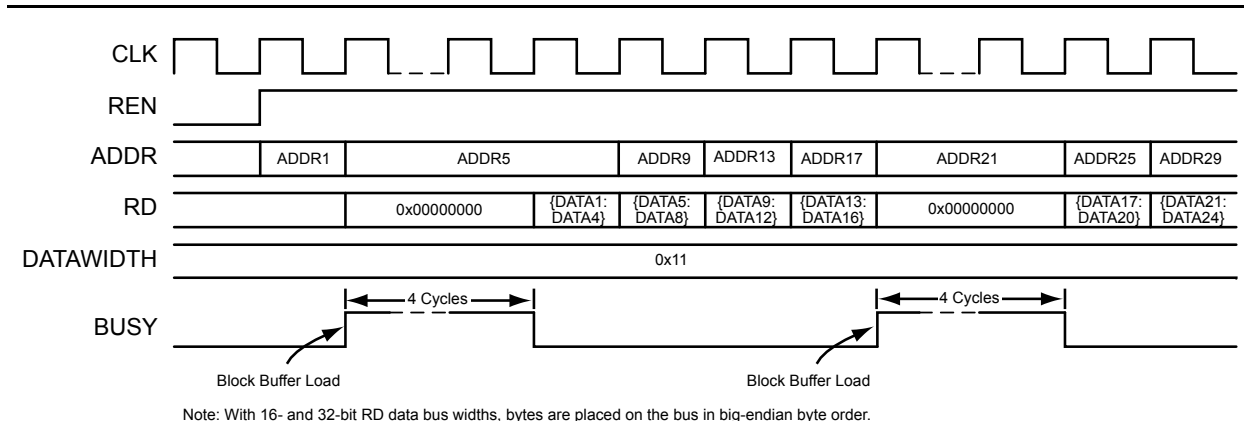 CLK
REN
ADDR
ADDR1
ADDR5
ADDR9
ADDR13
ADDR17
ADDR21
ADDR25
ADDR29
RD
0x00000000
{DATA1:
DATA4}
{DATA5:
DATA8}
{DATA9:
DATA12}
{DATA13:
DATA16}
0x00000000
{DATA17:
DATA20}
{DATA21:
DATA24}
DATAWIDTH
0x11
BUSY
4 Cycles
4 Cycles
Block Buffer Load
Block Buffer Load
Note: With 16- and 32-bit RD data bus widths, bytes are placed on the bus in big-endian byte order.